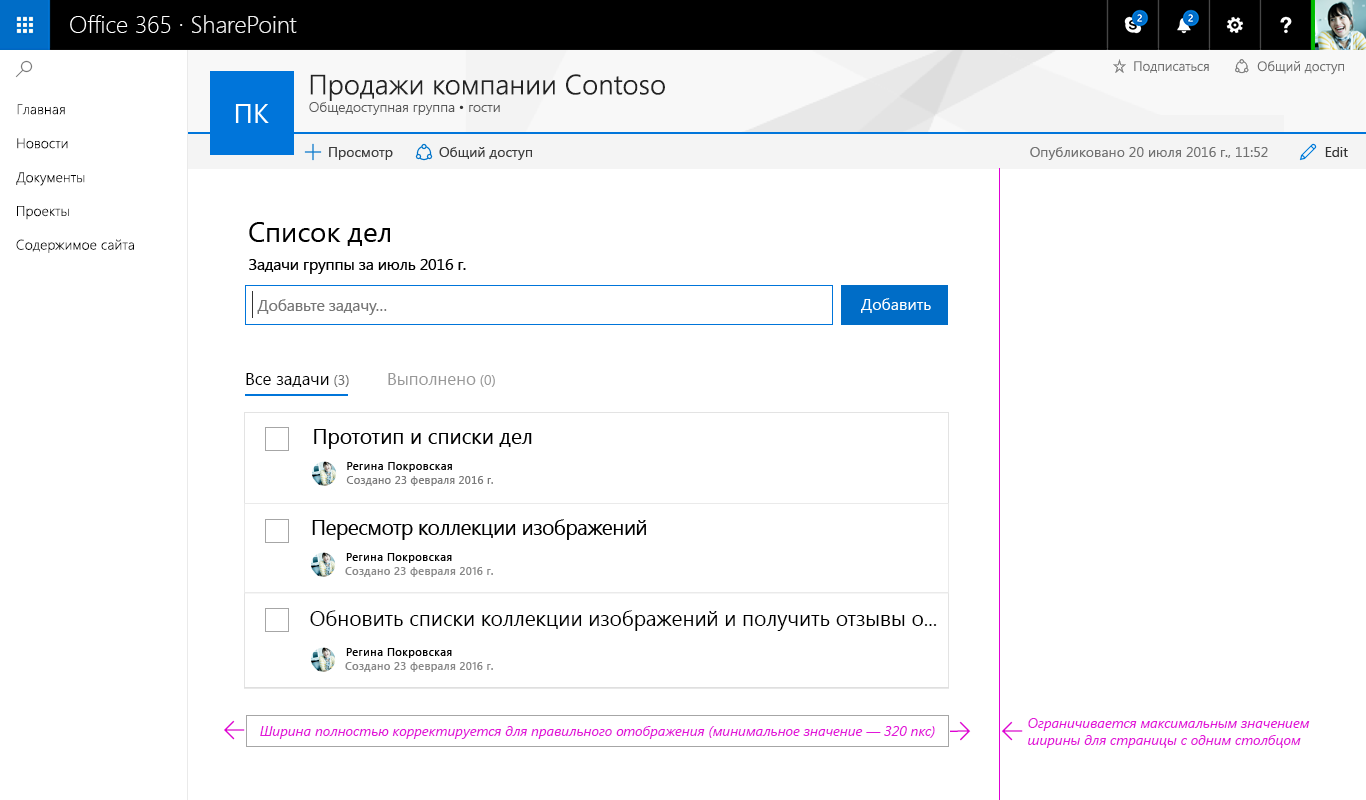 Office 365 · SharePoint
2
2
?
Подписаться
Общий доступ
Главная
Новости
Документы
Проекты
Содержимое сайта
ПК
Продажи компании Contoso
Общедоступная группа • гости
Просмотр
Общий доступ
Опубликовано 20 июля 2016 г., 11:52
Edit
Список дел
Задачи группы за июль 2016 г.
Добавьте задачу...
Добавить
Все задачи (3)
Выполнено (0)
Прототип и списки дел
Регина Покровская
Создано 23 февраля 2016 г.
Пересмотр коллекции изображений
Регина Покровская
Создано 23 февраля 2016 г.
Обновить списки коллекции изображений и получить отзывы о...
Регина Покровская
Создано 23 февраля 2016 г.
Ширина полностью корректируется для правильного отображения (минимальное значение — 320 пкс)
Ограничивается максимальным значением
ширины для страницы с одним столбцом